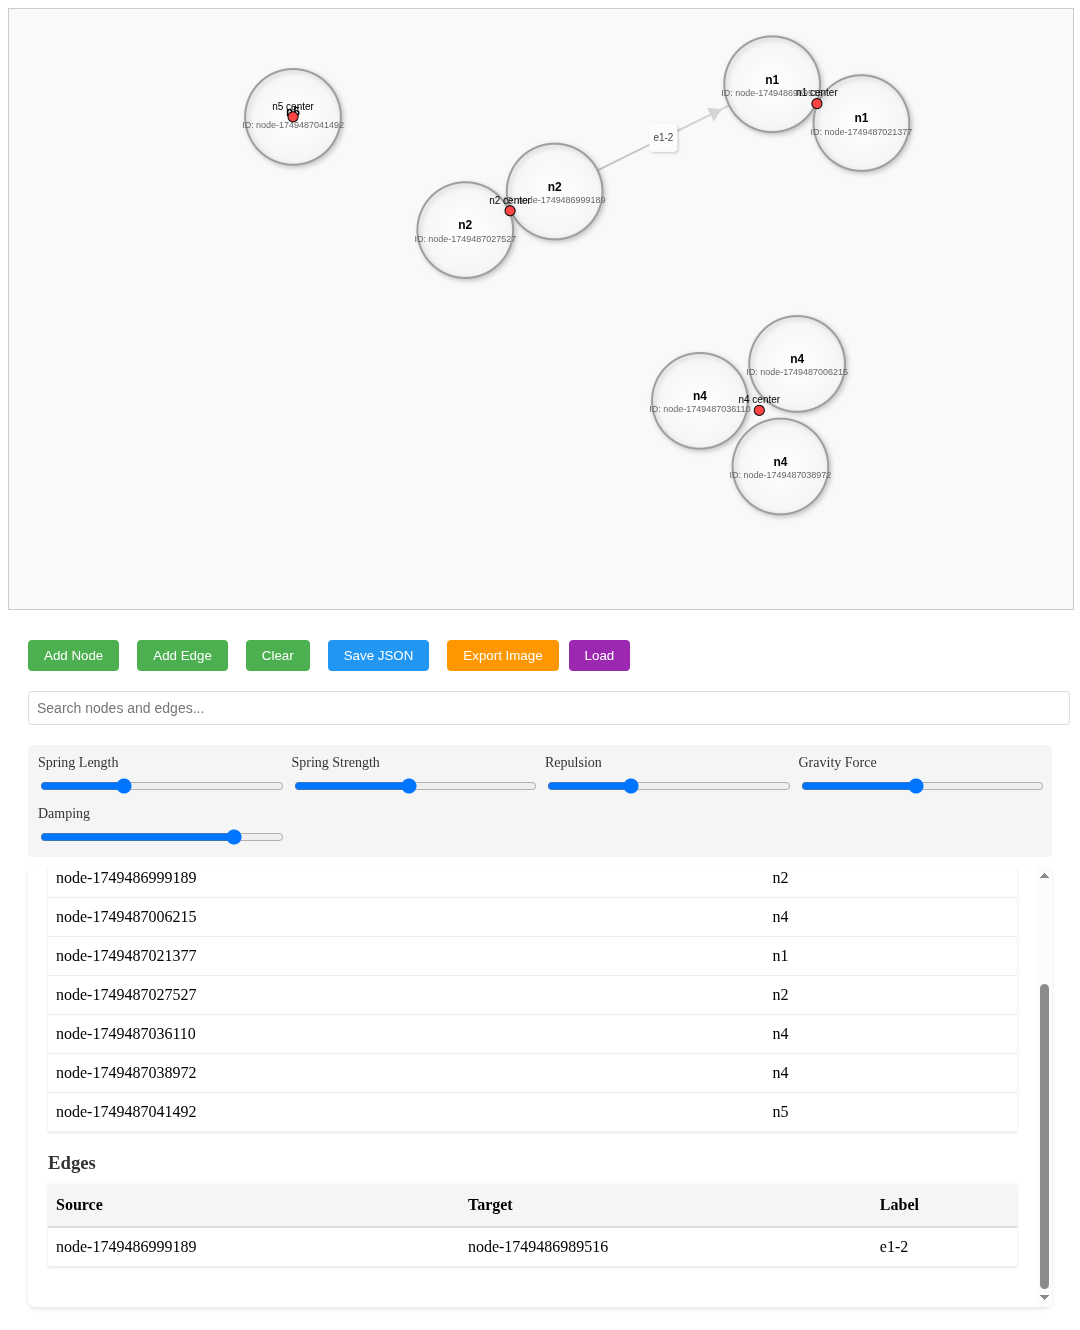 n5 center
n5
ID: node-1749487041492
n1
n1 center
n1
ID: node-1749487021377
e1-2
n2
n2 center
ID: node-1749486999189
n2
ID: node-1749487027527
n4
ID: node-1749487006215
n4
n4 center
ID: node-1749487036110
n4
ID: node-1749487038972
Add Node Add Edge Clear Save JSON Export Image Load
Search nodes and edges...
Spring Length Spring Strength Repulsion Gravity Force
Damping
node-1749486999189 n2
node-1749487006215 n4
node-1749487021377 n1
node-1749487027527 n2
node-1749487036110 n4
node-1749487038972 n4
node-1749487041492 n5
Edges
Source Target Label
node-1749486999189 node-1749486989516 e1-2